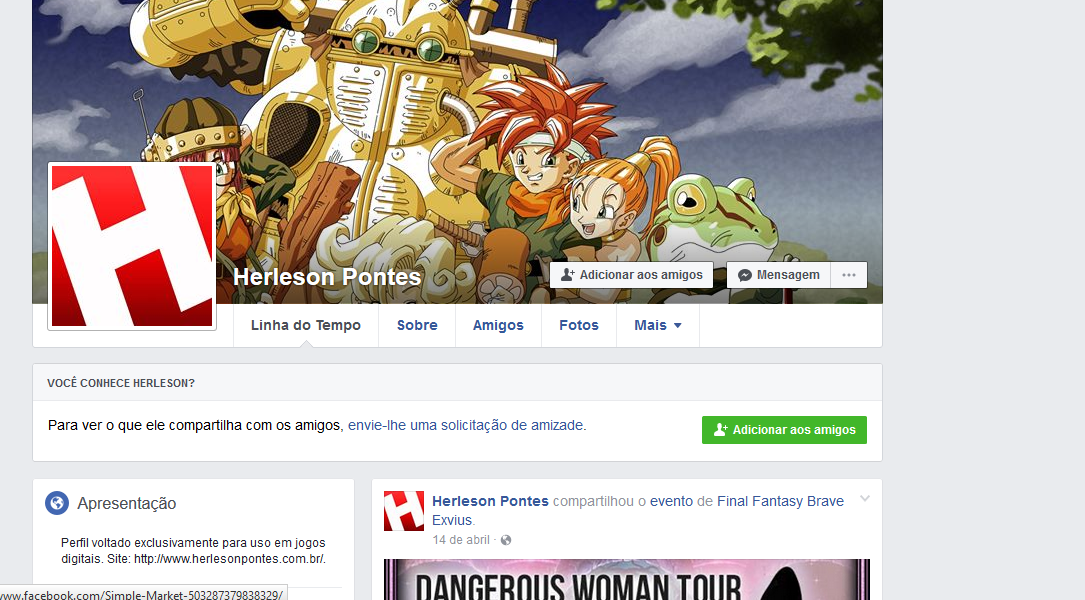 Herleson Pontes
Adicionar aos amigos
Mensagem
Linha do Tempo
Sobre
Amigos
Fotos
Mais
VOCÊ CONHECE HERLESON?
Para ver o que ele compartilha com os amigos, envie-lhe uma solicitação de amizade.
Adicionar aos amigos
Apresentação
Perfil voltado exclusivamente para uso em jogos
digitais. Site: http://www.herlesonpontes.com.br/.
Herleson Pontes compartilhou o evento de Final Fantasy Brave
Exvius.
14 de abril ·
DANGEROUS WOMAN TOUR
www.facebook.com/Simple-Market-503287379838329/